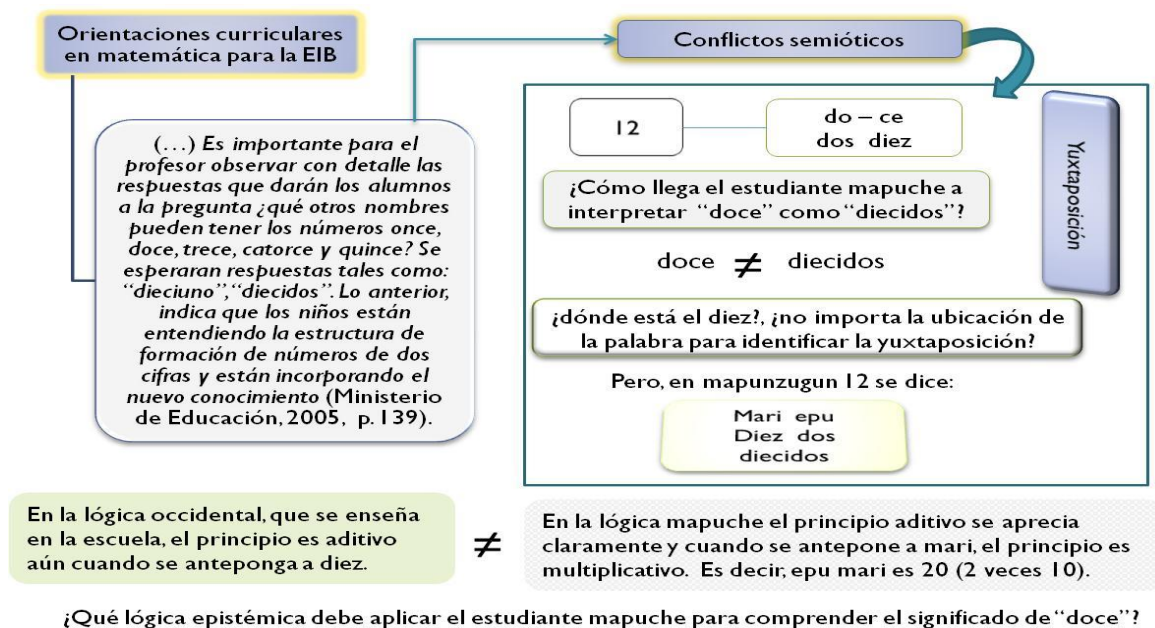 Orientaciones curriculares
en matemática para la EIB
(…) Es importante para el
profesor observar con detalle las
respuestas que darán los alumnos
a la pregunta ¿qué otros nombres
pueden tener los números once,
doce, trece, catorce y quince? Se
esperaran respuestas tales como:
“dieciuno”, “diecidos”. Lo anterior,
indica que los niños están
entendiendo la estructura de
formación de números de dos
cifras y están incorporando el
nuevo conocimiento (Ministerio
de Educación, 2005, p. 139).
Conflictos semióticos
12
do – ce
dos diez
Yuxtaposición
¿Cómo llega el estudiante mapuche a
interpretar “doce” como “diecidos”?
doce ≠ diecidos
¿dónde está el diez?, ¿no importa la ubicación de
la palabra para identificar la yuxtaposición?
Pero, en mapunzugun 12 se dice:
Mari epu
Diez dos
diecidos
En la lógica occidental, que se enseña
en la escuela, el principio es aditivo
aún cuando se anteponga a diez.
≠
En la lógica mapuche el principio aditivo se aprecia
claramente y cuando se antepone a mari, el principio es
multiplicativo. Es decir, epu mari es 20 (2 veces 10).
¿Qué lógica epistémica debe aplicar el estudiante mapuche para comprender el significado de “doce”?